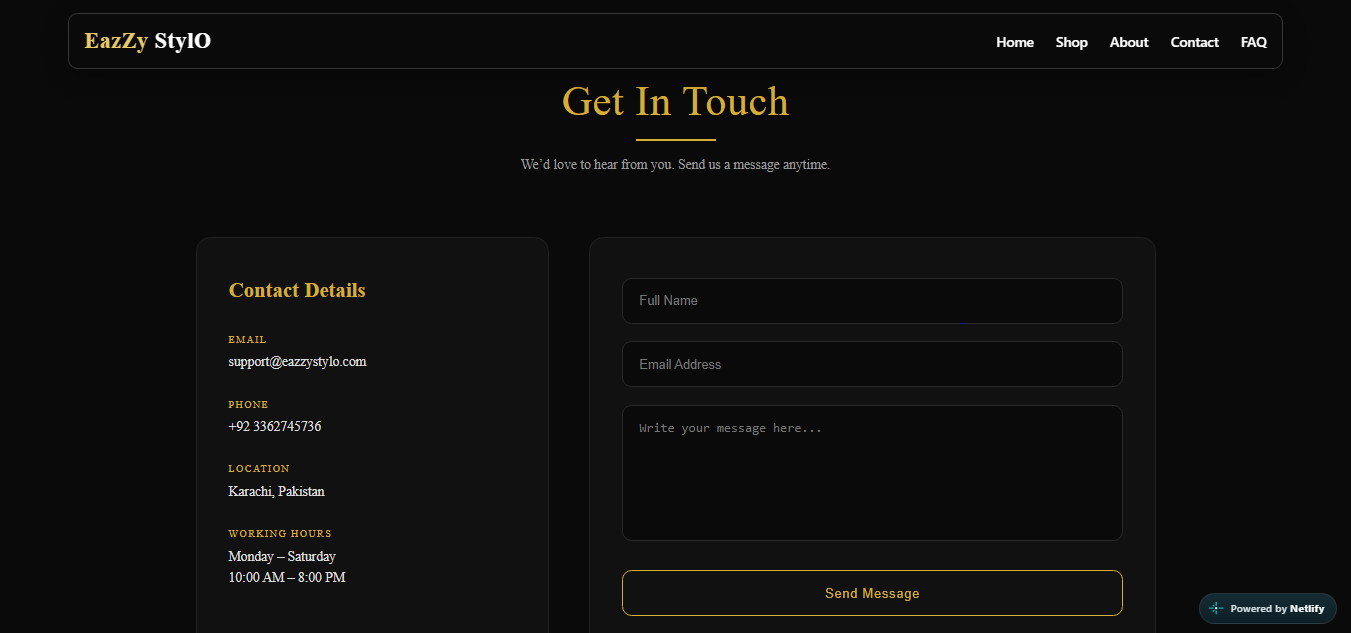 EazZy StylO
Home Shop About Contact FAQ
Get In Touch
We’d love to hear from you. Send us a message anytime.
Contact Details
EMAIL
support@eazzystylo.com
PHONE
+92 3362745736
LOCATION
Karachi, Pakistan
WORKING HOURS
Monday – Saturday
10:00 AM – 8:00 PM
Full Name
Email Address
Write your message here...
Send Message
Powered by Netlify